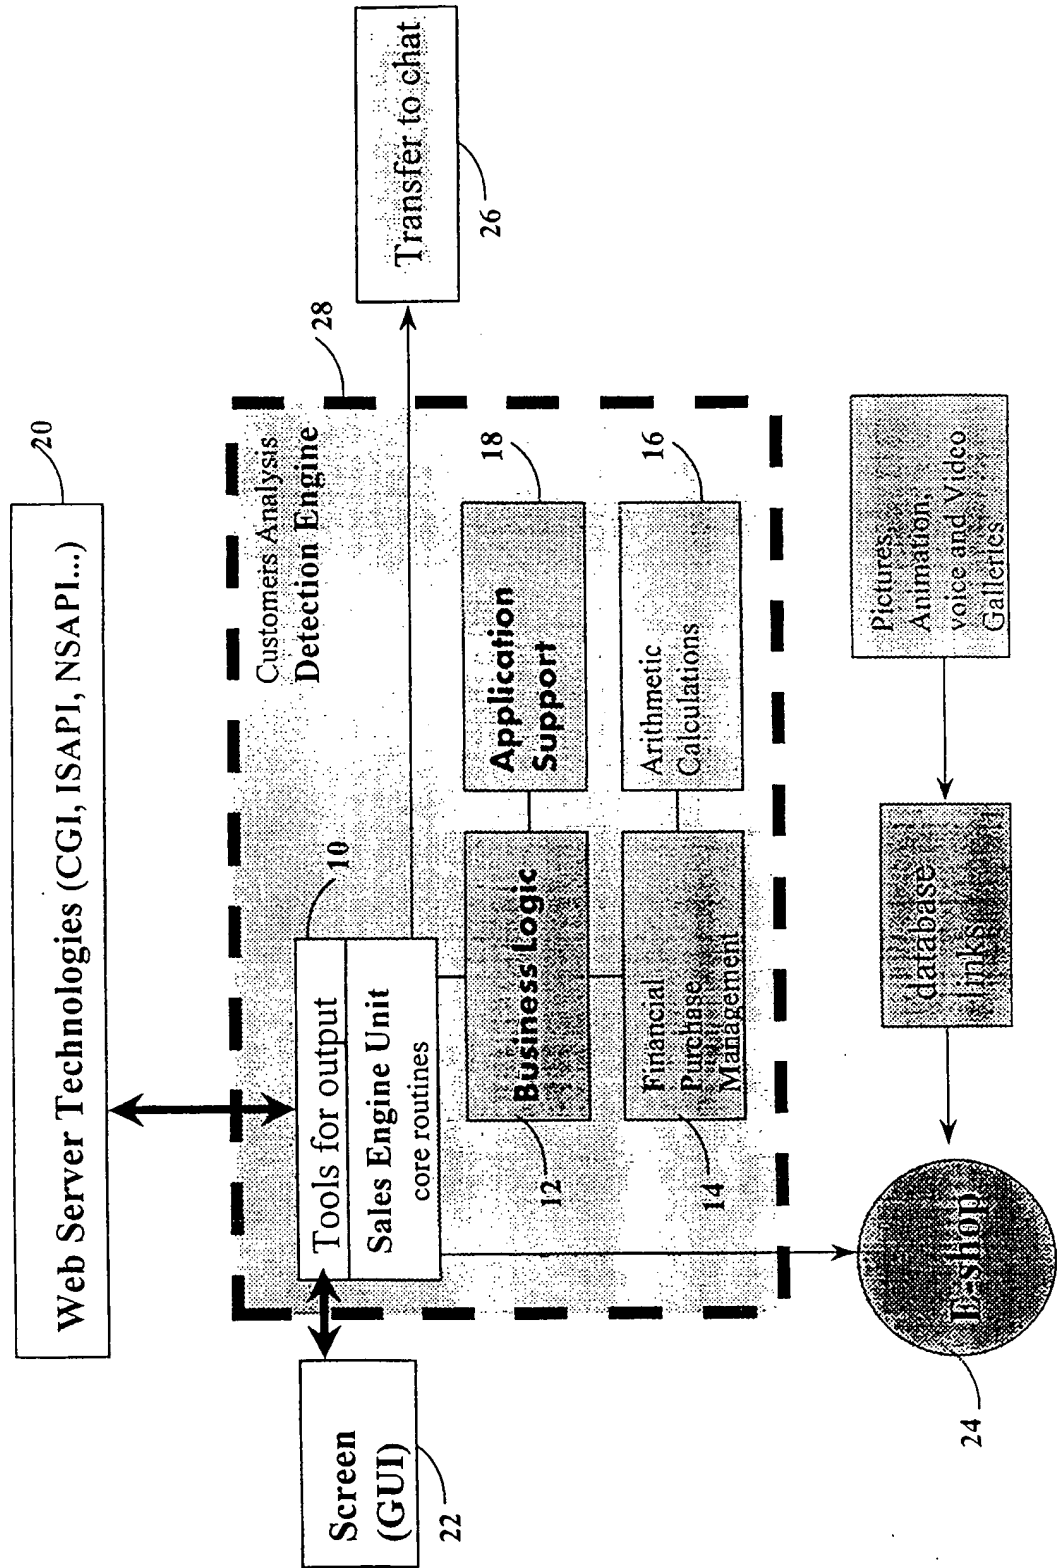 Web Server Technologies (CGI, ISAPI, NSAPI...)
20
Screen
(GUI)
22
Tools for output
Sales Engine Unit
core routines
10
Customers Analysis
Detection Engine
28
Transfer to chat
26
Business Logic
12
Application
Support
18
Financial
Purchase
Management
14
Arithmetic
Calculations
16
E-shop
24
database
links
Pictures,
Animation,
voice and Video
Galleries